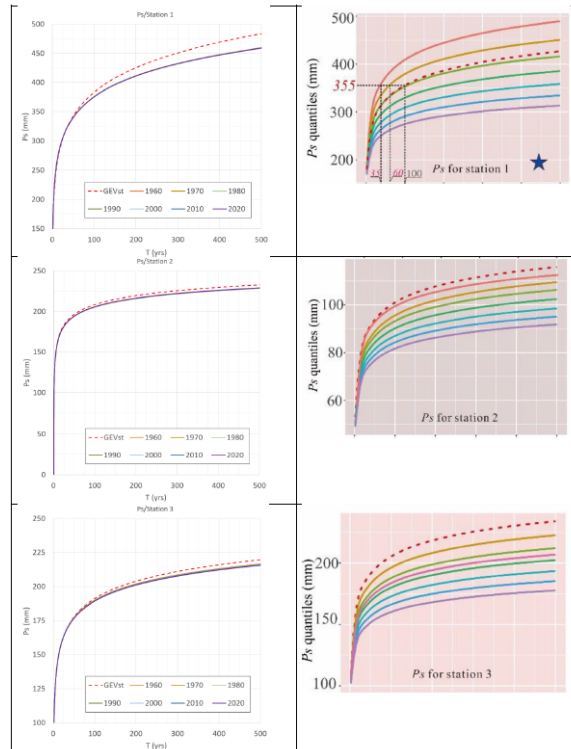 Ps/Station 1
500
450
400
350
300
250
200
150
Ps (mm)
GEVst 1960 1970 1980
1990 2000 2010 2020
0 100 200 300 400 500
T (yrs)
500
400
355
300
200
Ps quantiles (mm)
35 60 100
Ps for station 1
Ps/Station 2
250
200
150
100
50
0
Ps (mm)
GEVst 1960 1970 1980
1990 2000 2010 2020
0 100 200 300 400 500
T (yrs)
100
80
60
Ps quantiles (mm)
Ps for station 2
Ps/Station 3
250
225
200
175
150
125
100
Ps (mm)
GEVst 1960 1970 1980
1990 2000 2010 2020
0 100 200 300 400 500
T (yrs)
200
150
100
Ps quantiles (mm)
Ps for station 3